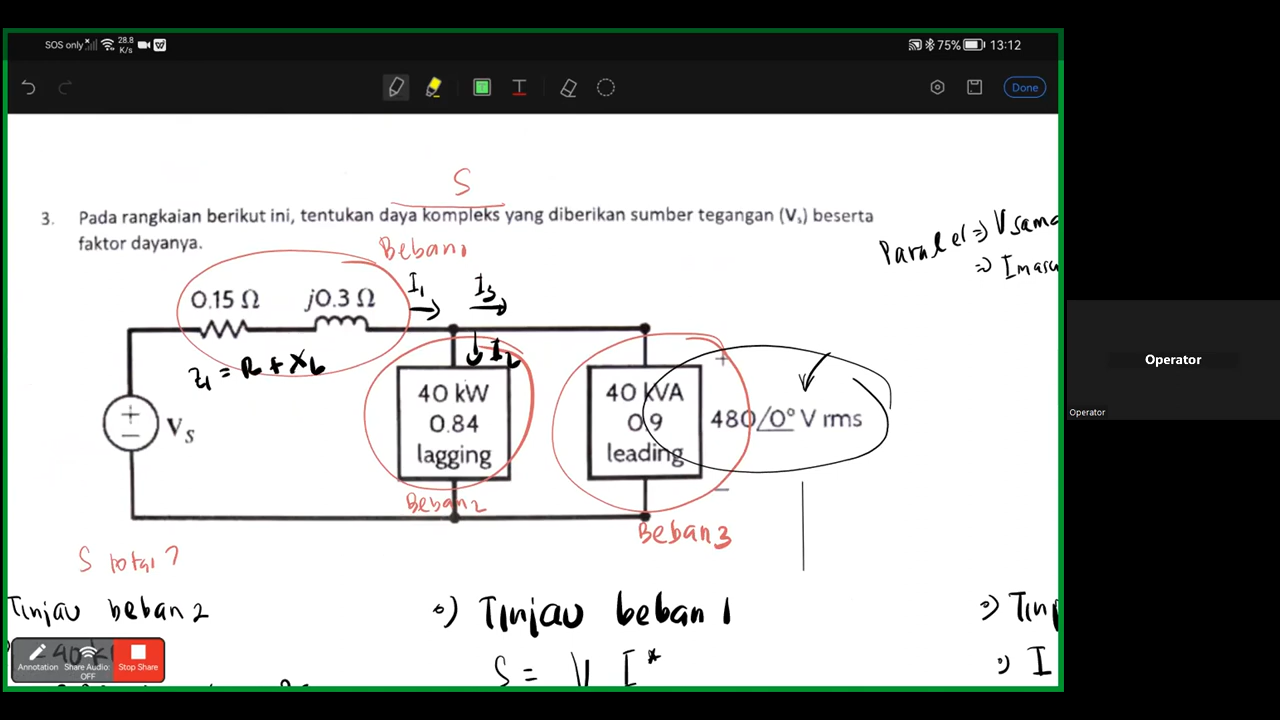 SOS only 28.8 K/s W 75% 13:12
T Done
S
3. Pada rangkaian berikut ini, tentukan daya kompleks yang diberikan sumber tegangan (Vs) beserta
faktor dayanya.
Beban 1
Paralel => V sama
=> I masu
0.15 Ω j0.3 Ω I1 I3
Z1 = R + XL I2
+
− Vs
40 kW
0.84
lagging
40 kVA
0.9
leading
+
480/0° V rms
−
Beban 2
Beban 3
S total?
Tinjau beban 2
Tinjau beban 1
S = V I*
I
Annotation Share Audio: OFF Stop Share
Operator
Operator